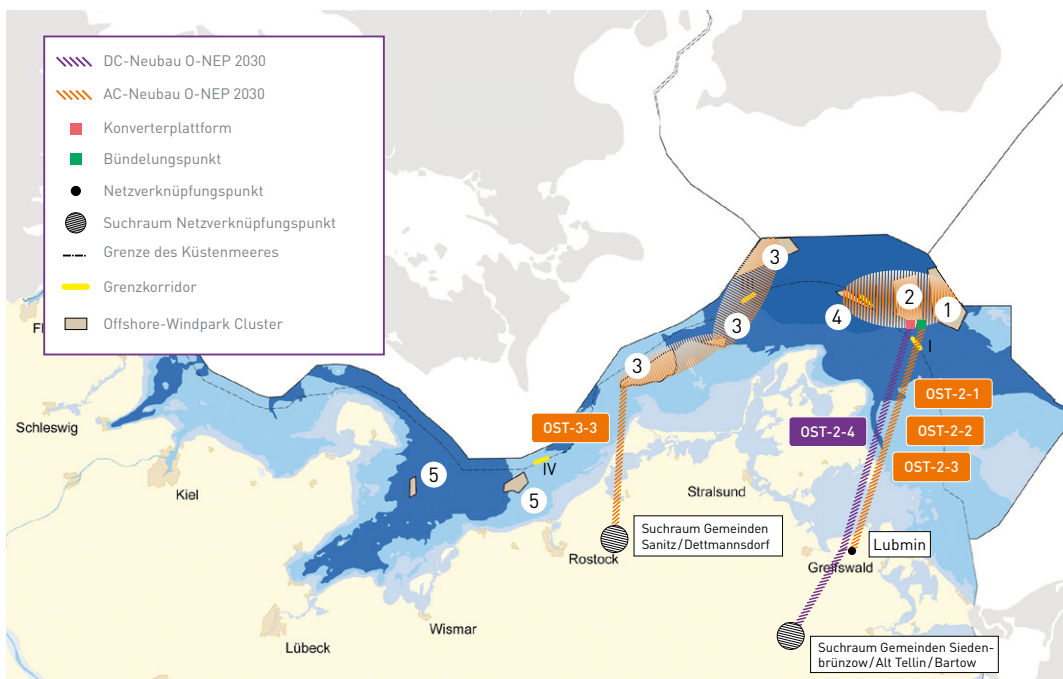 DC-Neubau O-NEP 2030
AC-Neubau O-NEP 2030
Konverterplattform
Bündelungspunkt
Netzverknüpfungspunkt
Suchraum Netzverknüpfungspunkt
Grenze des Küstenmeeres
Grenzkorridor
Offshore-Windpark Cluster
3
2
1
4
3
I
3
OST-2-1
OST-3-3
OST-2-4
OST-2-2
OST-2-3
Schleswig
IV
5
5
Kiel
Stralsund
Suchraum Gemeinden
Sanitz/Dettmannsdorf
Rostock
Lubmin
Greifswald
Wismar
Lübeck
Suchraum Gemeinden Sieden-
brünzow/Alt Tellin/Bartow